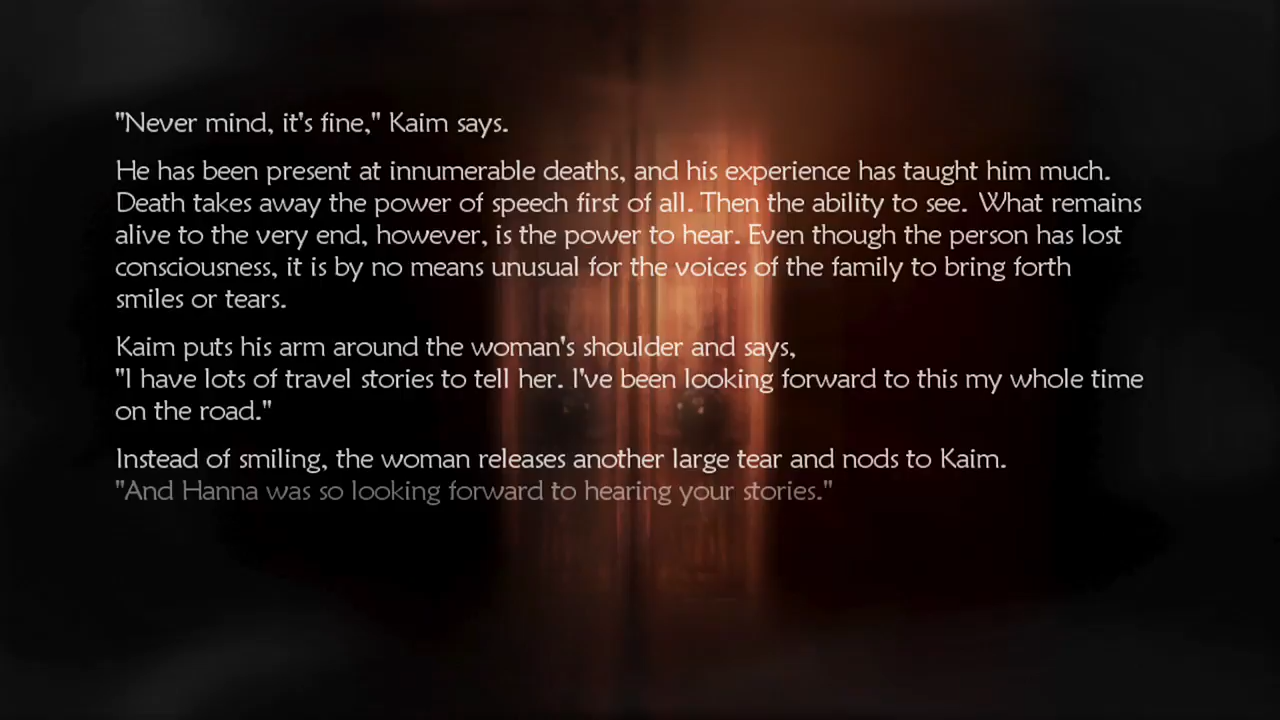 "Never mind, it's fine," Kaim says.
He has been present at innumerable deaths, and his experience has taught him much.
Death takes away the power of speech first of all. Then the ability to see. What remains
alive to the very end, however, is the power to hear. Even though the person has lost
consciousness, it is by no means unusual for the voices of the family to bring forth
smiles or tears.
Kaim puts his arm around the woman's shoulder and says,
"I have lots of travel stories to tell her. I've been looking forward to this my whole time
on the road."
Instead of smiling, the woman releases another large tear and nods to Kaim.
"And Hanna was so looking forward to hearing your stories."